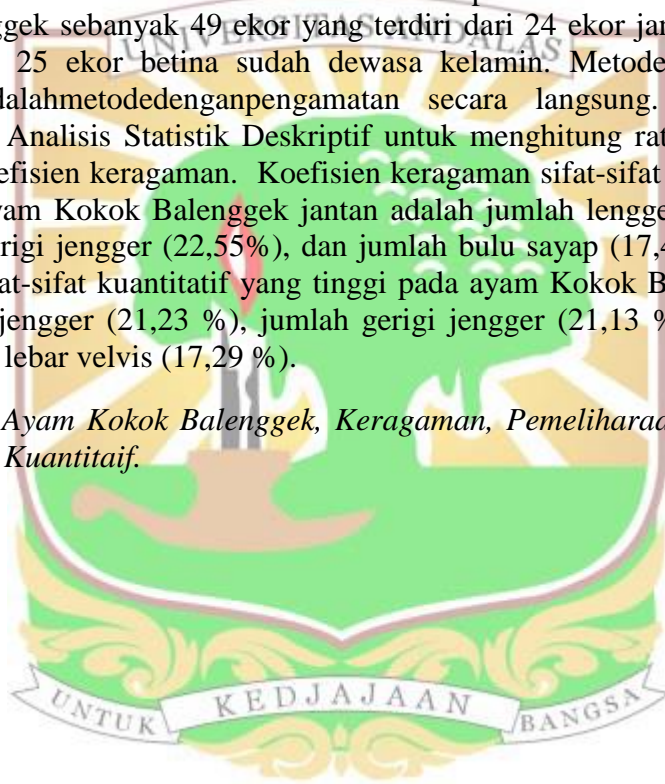 ggek sebanyak 49 ekor yang terdiri dari 24 ekor jan
UNIVERSITAS ANDALAS
25 ekor betina sudah dewasa kelamin. Metode
dalahmetodedenganpengamatan secara langsung.
Analisis Statistik Deskriptif untuk menghitung rat
efisien keragaman. Koefisien keragaman sifat-sifat
yam Kokok Balenggek jantan adalah jumlah lengge
erigi jengger (22,55%), dan jumlah bulu sayap (17,4
at-sifat kuantitatif yang tinggi pada ayam Kokok B
jengger (21,23 %), jumlah gerigi jengger (21,13 %
lebar velvis (17,29 %).
Ayam Kokok Balenggek, Keragaman, Pemelihara
Kuantitaif.
UNTUK KEDJAJAAN BANGSA